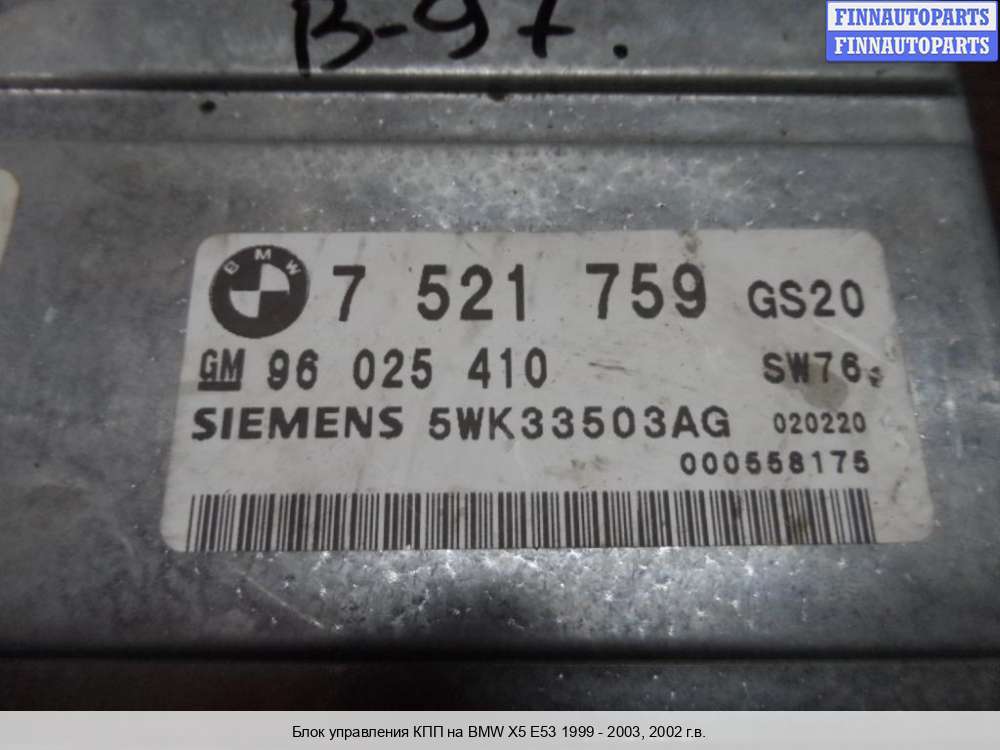 B-97.
FINNAUTOPARTS
FINNAUTOPARTS
BMW 7 521 759 GS20
GM 96 025 410 SW76
SIEMENS 5WK33503AG 020220
000558175
Блок управления КПП на BMW X5 E53 1999 - 2003, 2002 г.в.